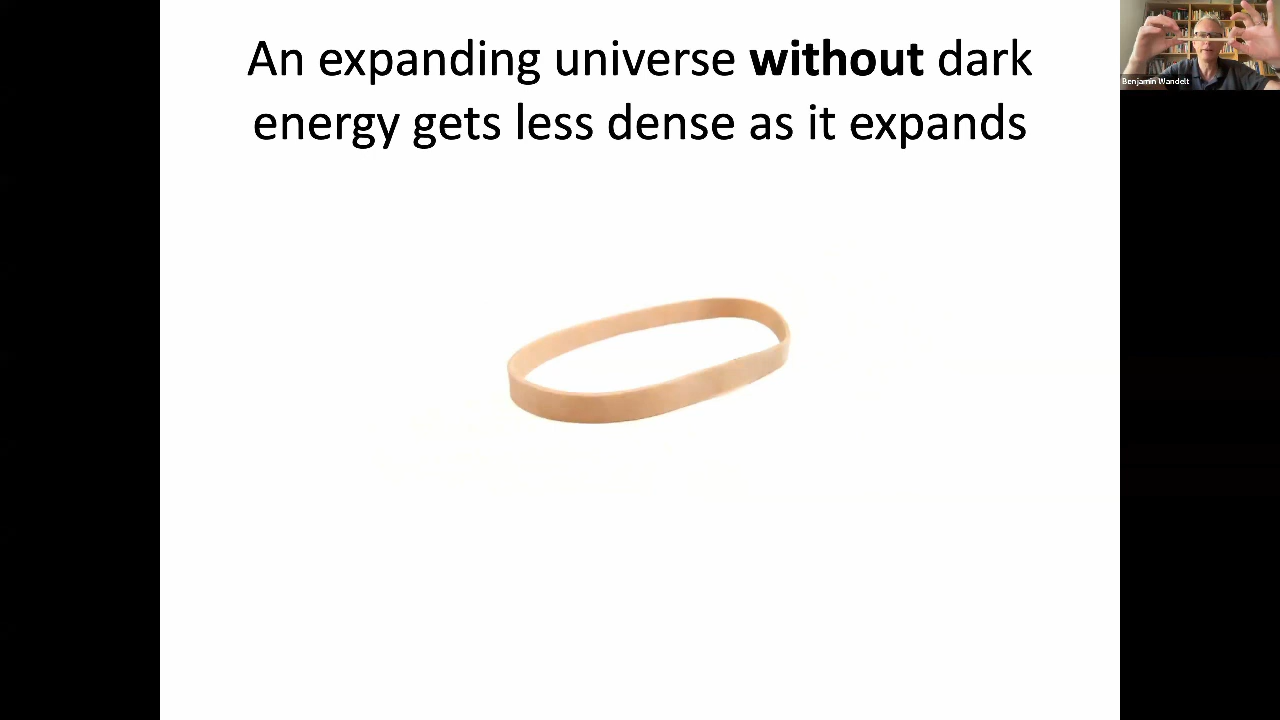 An expanding universe without dark
energy gets less dense as it expands
Benjamin Wandelt